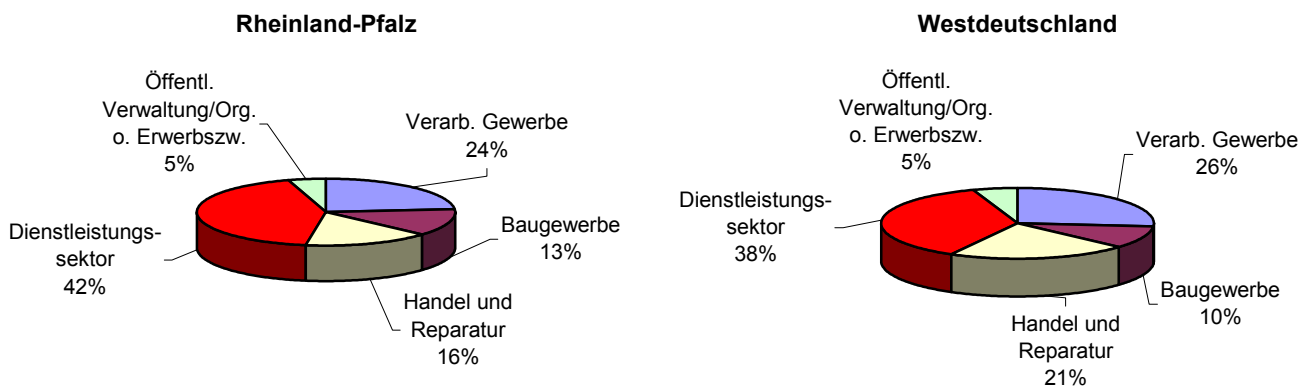 Rheinland-Pfalz
Öffentl.
Verwaltung/Org.
o. Erwerbszw.
5%
Verarb. Gewerbe
24%
Dienstleistungs-
sektor
42%
Baugewerbe
13%
Handel und
Reparatur
16%
Westdeutschland
Öffentl.
Verwaltung/Org.
o. Erwerbszw.
5%
Verarb. Gewerbe
26%
Dienstleistungs-
sektor
38%
Baugewerbe
10%
Handel und
Reparatur
21%